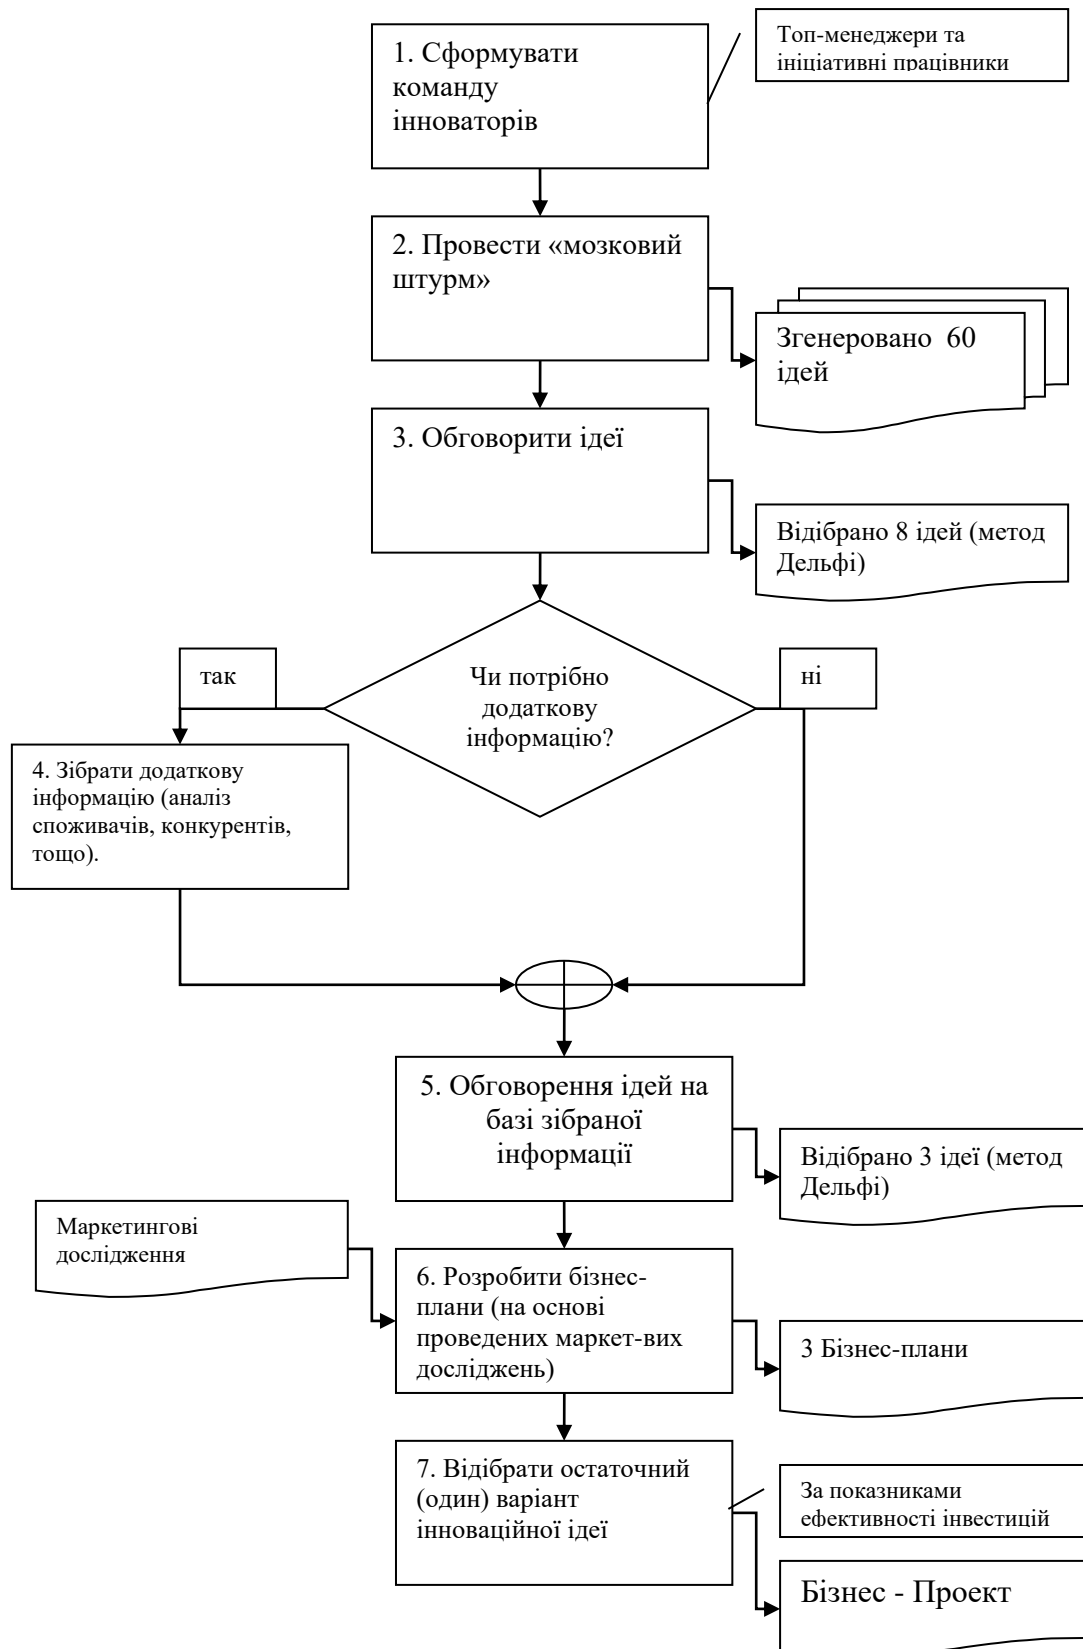 1. Сформувати
команду
інноваторів
Топ-менеджери та
ініціативні працівники
2. Провести «мозковий
штурм»
Згенеровано 60
ідей
3. Обговорити ідеї
Відібрано 8 ідей (метод
Дельфі)
так
Чи потрібно
додаткову
інформацію?
ні
4. Зібрати додаткову
інформацію (аналіз
споживачів, конкурентів,
тощо).
5. Обговорення ідей на
базі зібраної
інформації
Відібрано 3 ідеї (метод
Дельфі)
Маркетингові
дослідження
6. Розробити бізнес-
плани (на основі
проведених маркет-вих
досліджень)
3 Бізнес-плани
7. Відібрати остаточний
(один) варіант
інноваційної ідеї
За показниками
ефективності інвестицій
Бізнес - Проект